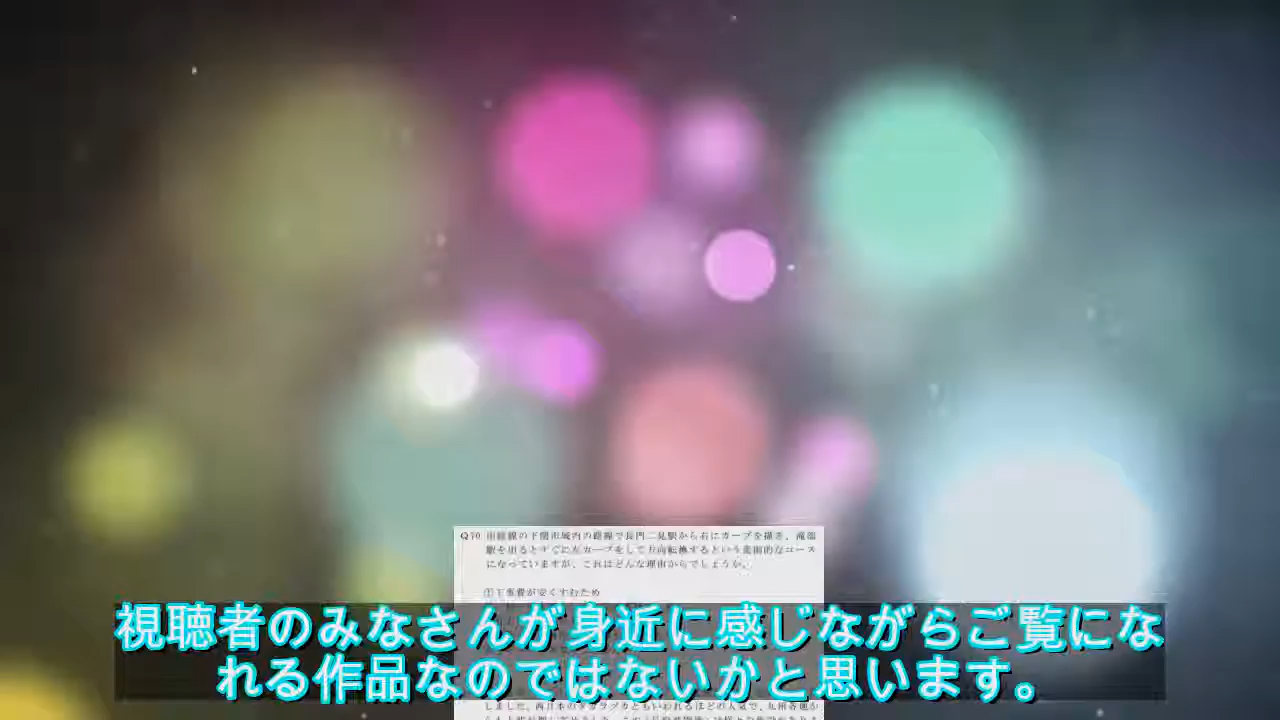 Q70 山陰線の下関市域内の路線で長門二見駅から右にカーブを描き、滝部
駅を出るとすぐに左カーブをして方向転換するという変則的なコース
になっていますが、これはどんな理由からでしょうか。
①工事費が安くすむため
視聴者のみなさんが身近に感じながらご覧にな
れる作品なのではないかと思います。